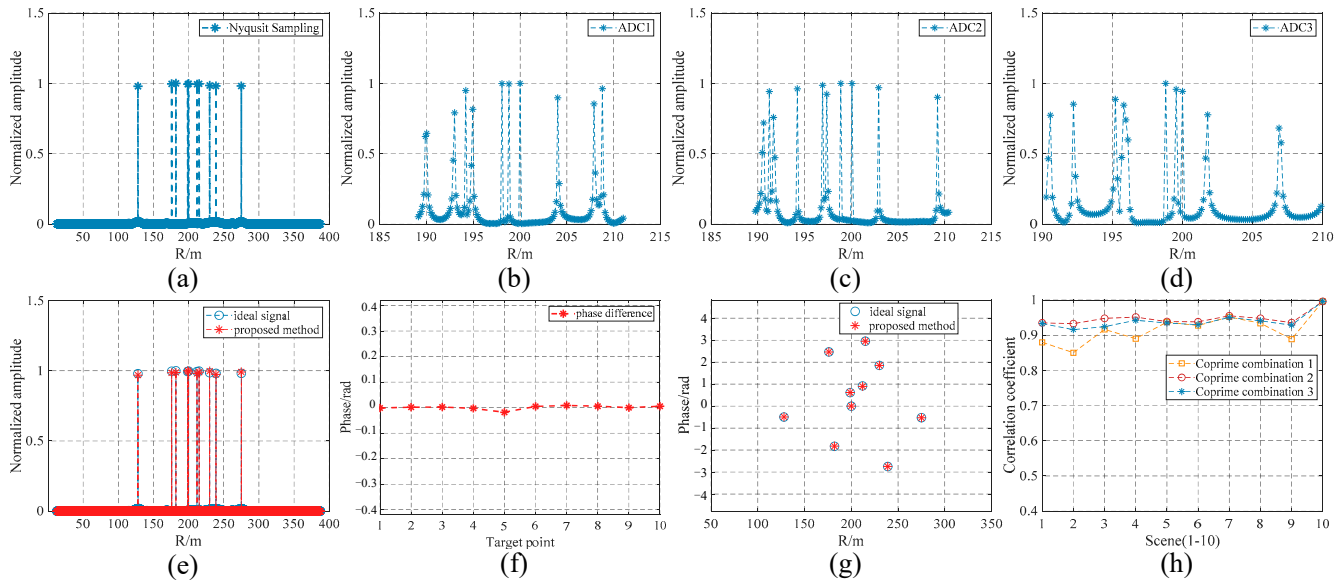 Nyqusit Sampling
Normalized amplitude
1.5
1
0.5
0
50 100 150 200 250 300 350 400
R/m
(a)
ADC1
Normalized amplitude
1.5
1
0.5
0
185 190 195 200 205 210 215
R/m
(b)
ADC2
Normalized amplitude
1.5
1
0.5
0
185 190 195 200 205 210 215
R/m
(c)
ADC3
Normalized amplitude
1.5
1
0.5
0
190 195 200 205 210
R/m
(d)
ideal signal
proposed method
Normalized amplitude
1.5
1
0.5
0
50 100 150 200 250 300 350 400
R/m
(e)
phase difference
Phase/rad
0.4
0.3
0.2
0.1
0
−0.1
−0.2
−0.3
−0.4
1 2 3 4 5 6 7 8 9 10
Target point
(f)
ideal signal
proposed method
Phase/rad
4
3
2
1
0
−1
−2
−3
−4
50 100 150 200 250 300 350
R/m
(g)
Coprime combination 1
Coprime combination 2
Coprime combination 3
Correlation coefficient
1
0.9
0.8
0.7
0.6
0.5
0.4
1 2 3 4 5 6 7 8 9 10
Scene(1-10)
(h)